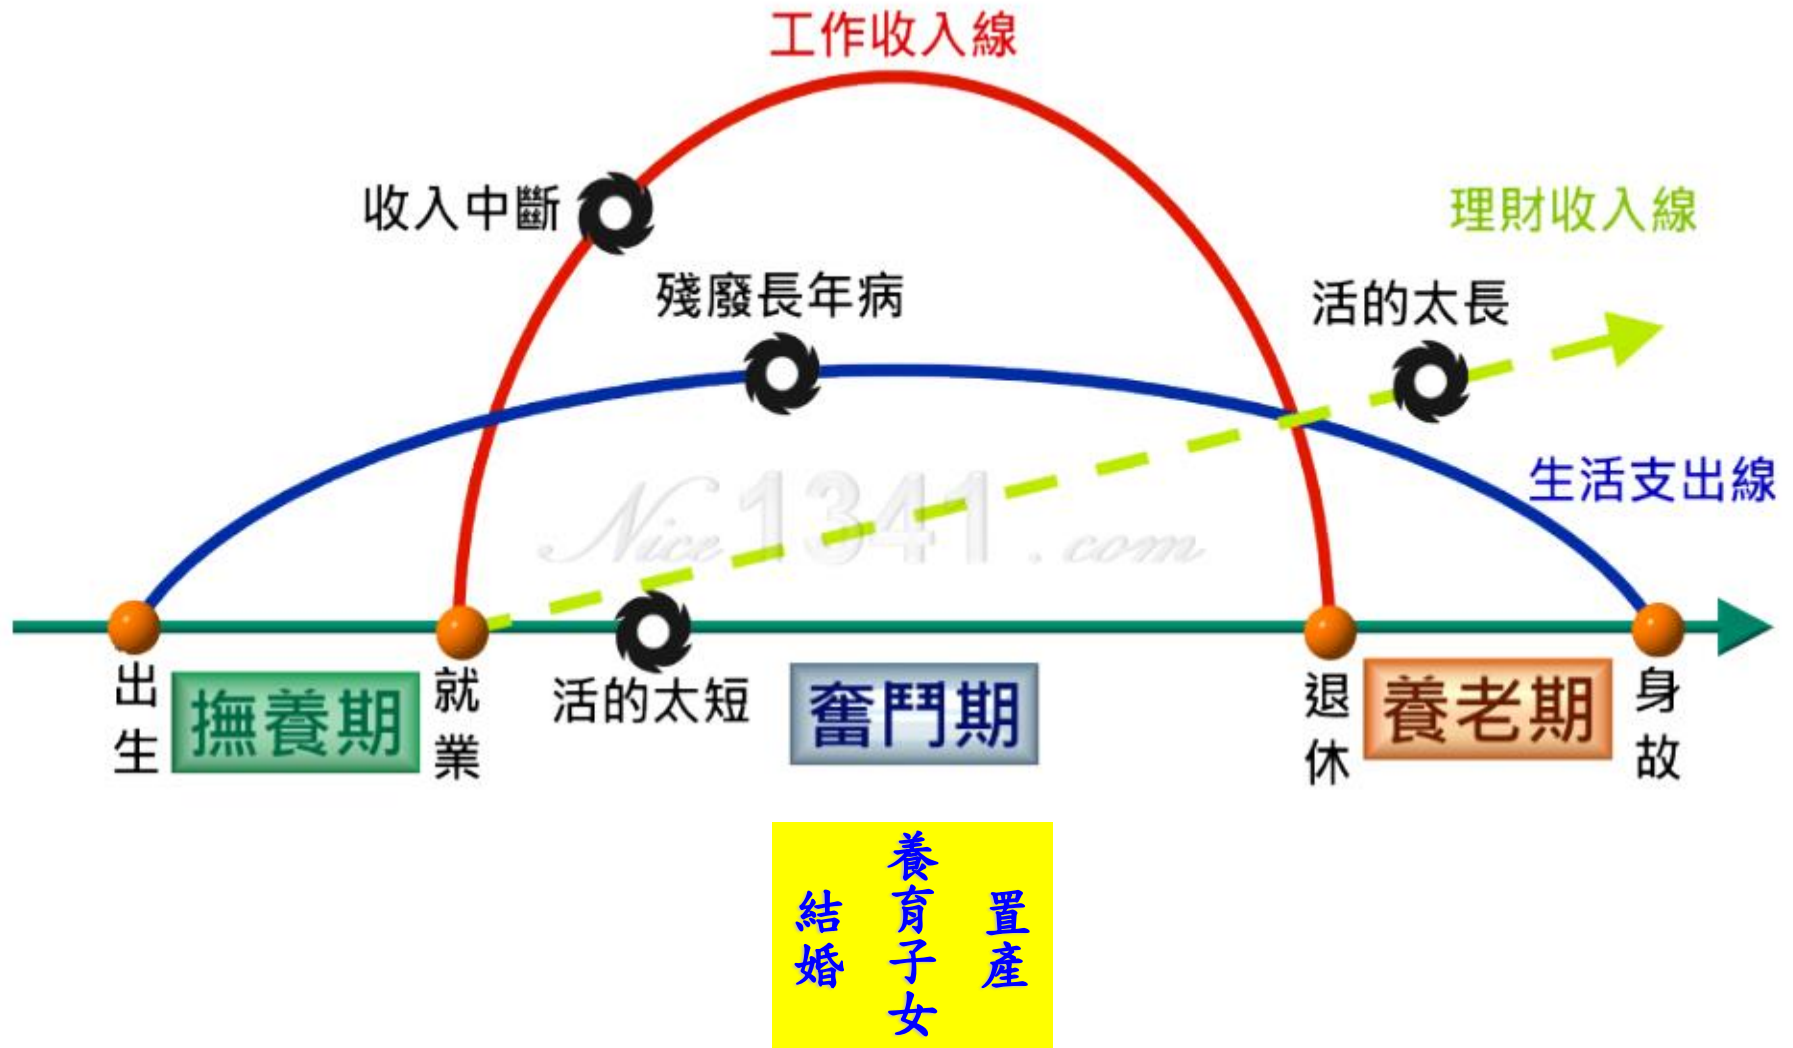 工作收入線
收入中斷
理財收入線
殘廢長年病
活的太長
生活支出線
Nice1341.com
出生
撫養期
就業
活的太短
奮鬥期
退休
養老期
身故
結婚
養育子女
置產